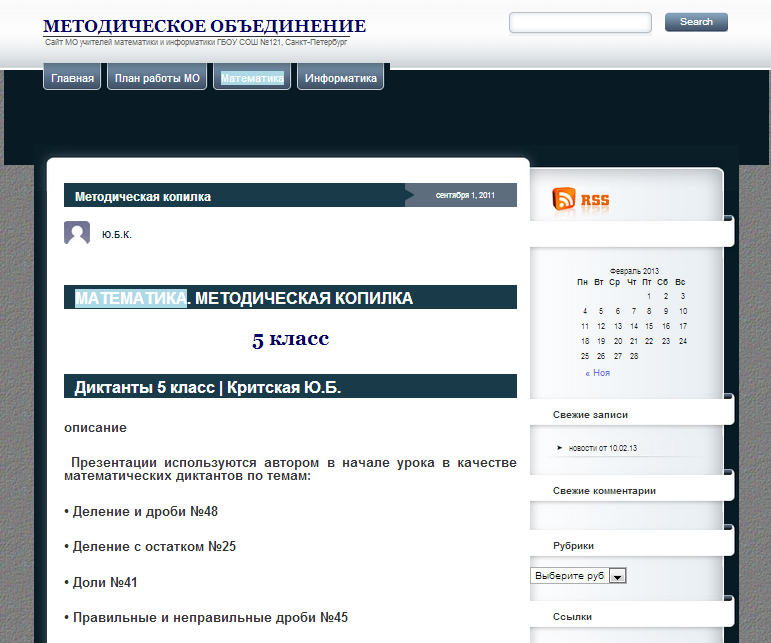 МЕТОДИЧЕСКОЕ ОБЪЕДИНЕНИЕ
Сайт МО учителей математики и информатики ГБОУ СОШ №121, Санкт-Петербург
Search
Главная План работы МО Математика Информатика
Методическая копилка сентября 1, 2011
Ю.Б.К.
МАТЕМАТИКА. МЕТОДИЧЕСКАЯ КОПИЛКА
5 класс
Диктанты 5 класс | Критская Ю.Б.
описание
Презентации используются автором в начале урока в качестве
математических диктантов по темам:
• Деление и дроби №48
• Деление с остатком №25
• Доли №41
• Правильные и неправильные дроби №45
RSS
Февраль 2013
Пн Вт Ср Чт Пт Сб Вс
1 2 3
4 5 6 7 8 9 10
11 12 13 14 15 16 17
18 19 20 21 22 23 24
25 26 27 28
« Ноя
Свежие записи
новости от 10.02.13
Свежие комментарии
Рубрики
Выберите руб
Ссылки